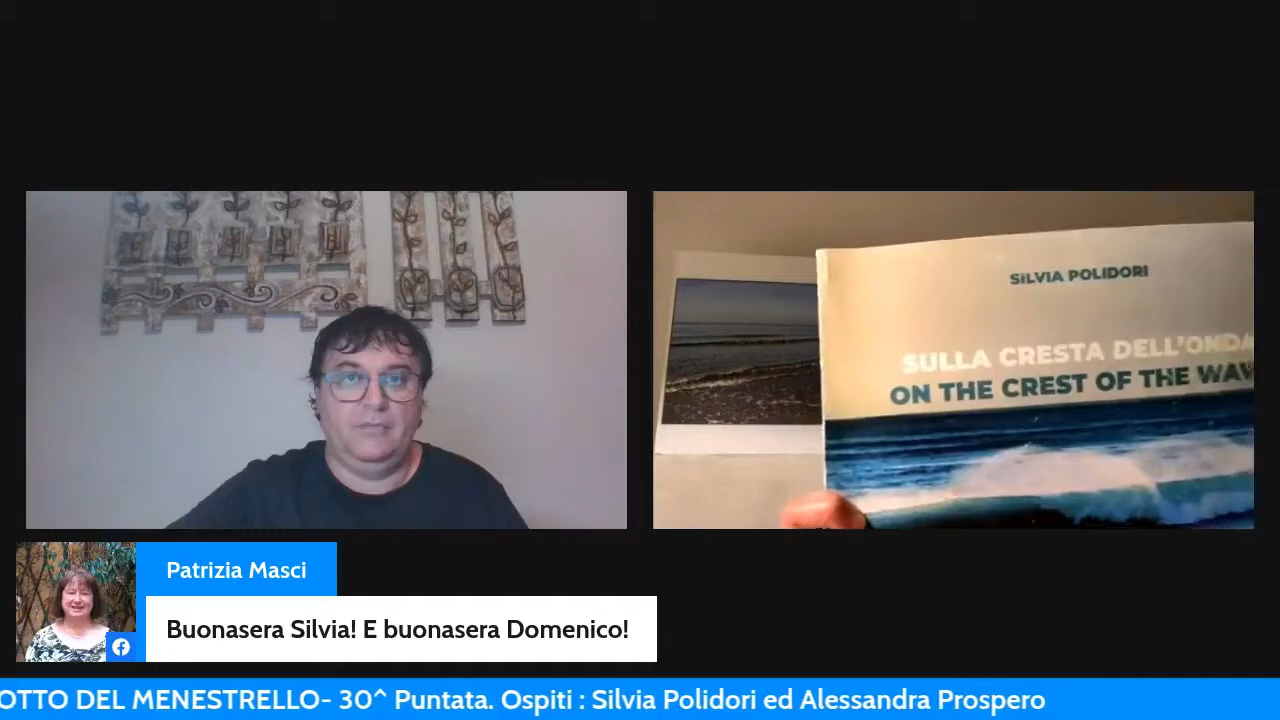 SILVIA POLIDORI
SULLA CRESTA DELL'ONDA
ON THE CREST OF THE WAV
Patrizia Masci
Buonasera Silvia! E buonasera Domenico!
OTTO DEL MENESTRELLO- 30^ Puntata. Ospiti : Silvia Polidori ed Alessandra Prospero